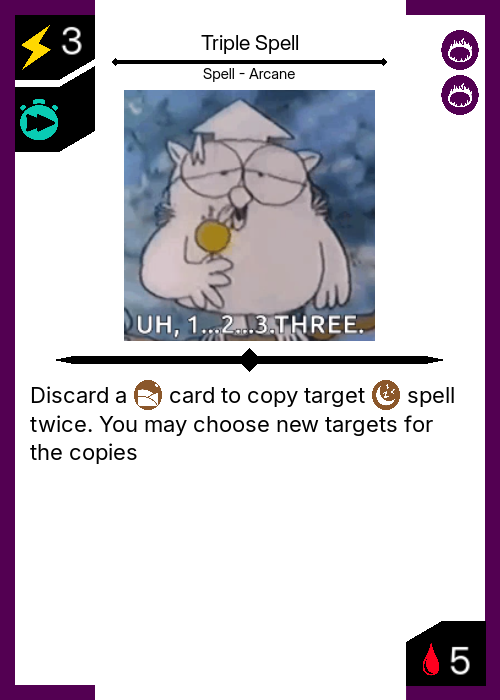 3
Triple Spell
Spell - Arcane
UH, 1...2...3.THREE.
Discard a card to copy target spell
twice. You may choose new targets for
the copies
5